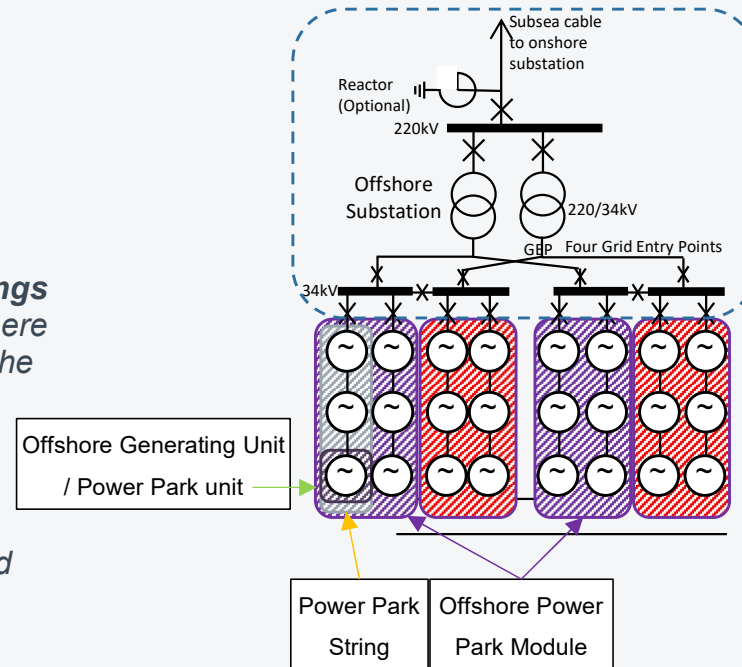 Subsea cable
to onshore
substation
Reactor
(Optional)
220kV
Offshore
Substation
220/34kV
GEP
Four Grid Entry Points
34kV
ngs
ere
he
~ ~ ~ ~ ~ ~ ~ ~
~ ~ ~ ~ ~ ~ ~ ~
~ ~ ~ ~ ~ ~ ~ ~
Offshore Generating Unit
/ Power Park unit
d
Power Park
String
Offshore Power
Park Module